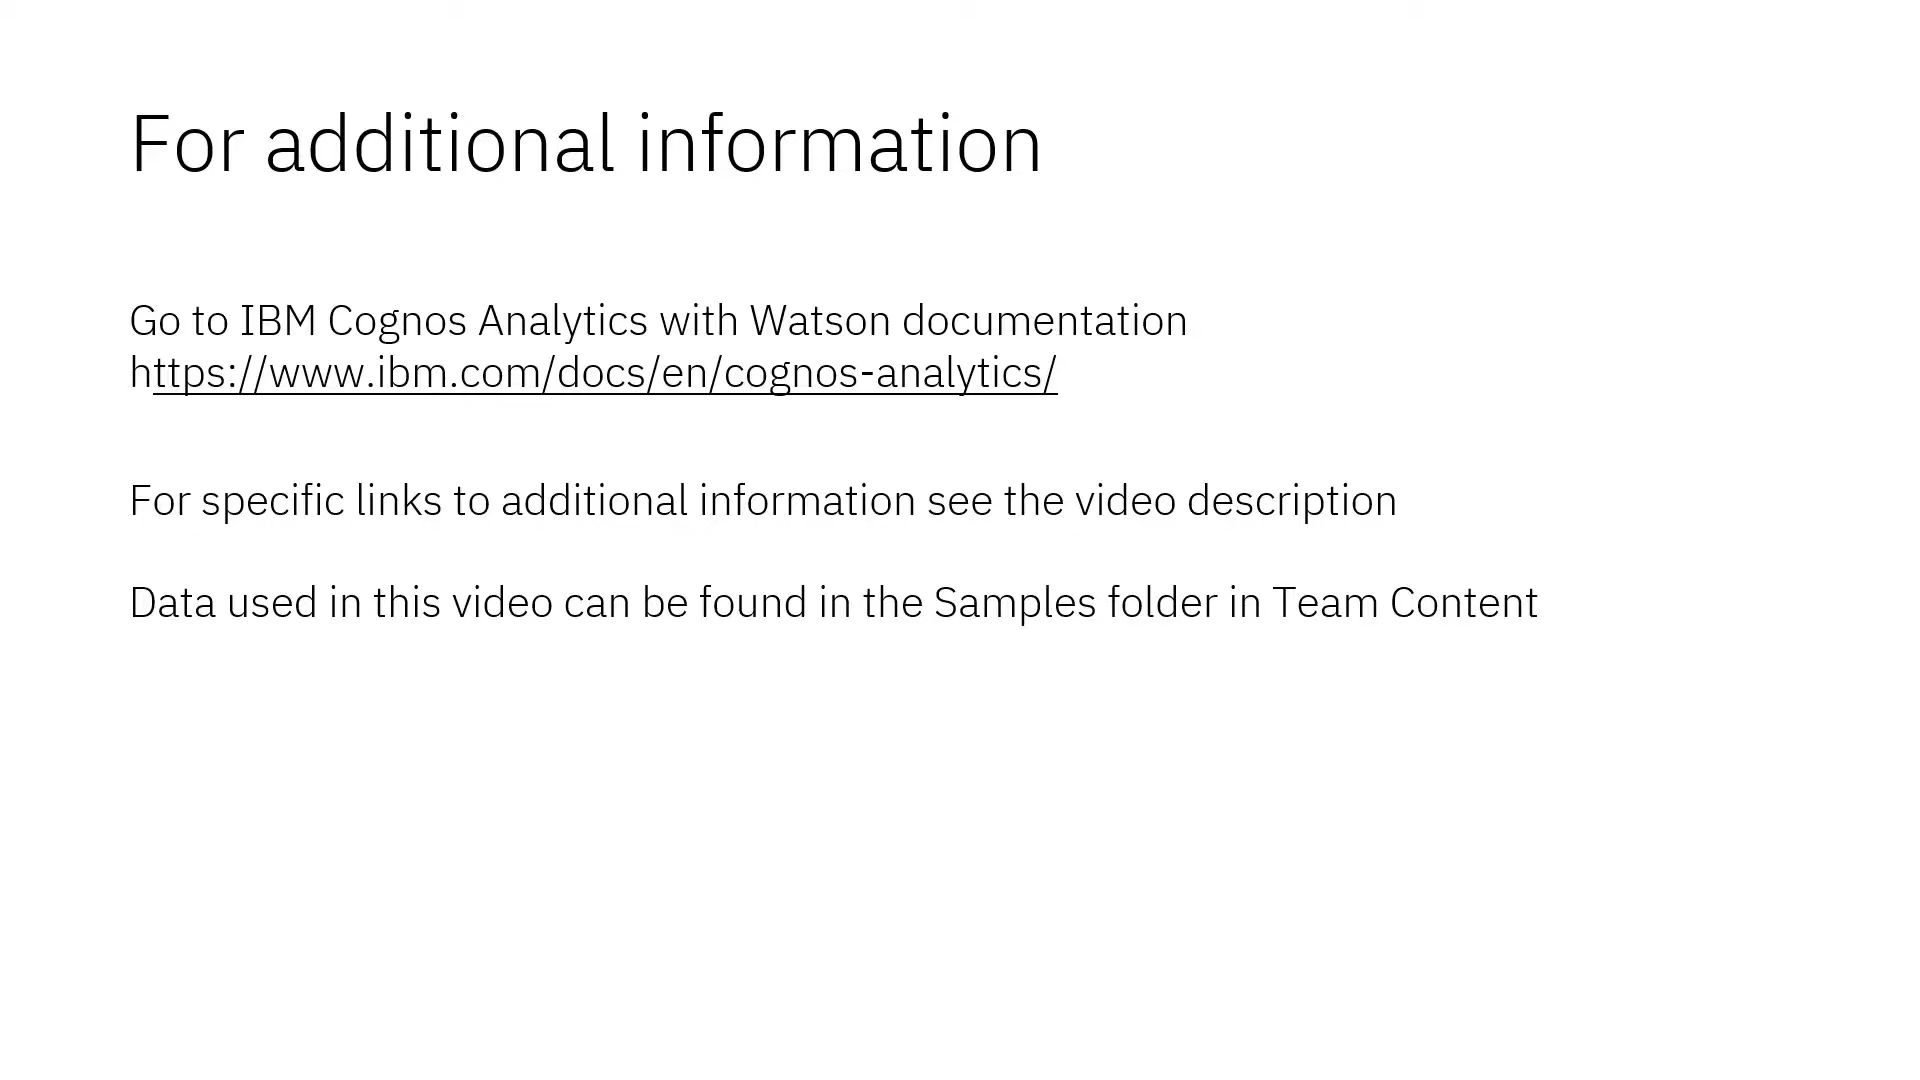 For additional information
Go to IBM Cognos Analytics with Watson documentation
https://www.ibm.com/docs/en/cognos-analytics/
For specific links to additional information see the video description
Data used in this video can be found in the Samples folder in Team Content